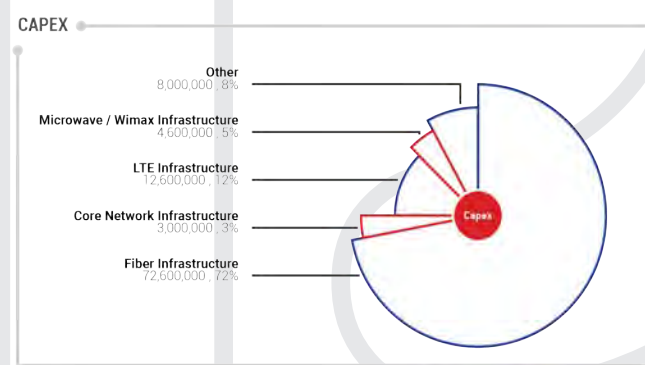 CAPEX
Other
8,000,000 , 8%
Microwave / Wimax Infrastructure
4,600,000 , 5%
LTE Infrastructure
12,600,000 , 12%
Core Network Infrastructure
3,000,000 , 3%
Fiber Infrastructure
72,600,000 , 72%
Capex